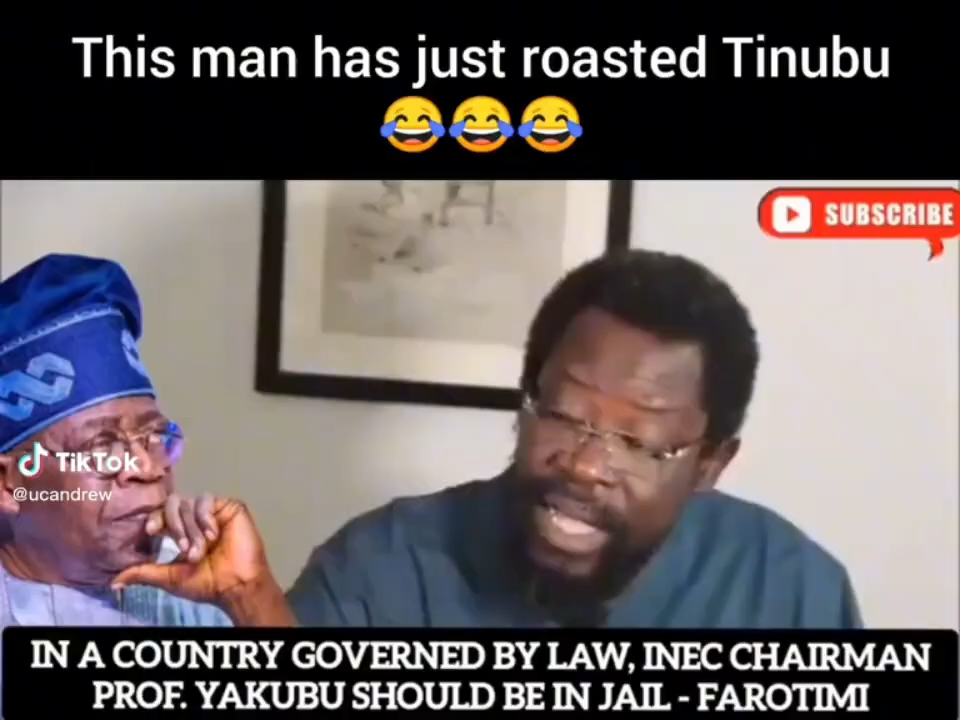 This man has just roasted Tinubu
😂😂😂
SUBSCRIBE
TikTok
@ucandrew
IN A COUNTRY GOVERNED BY LAW, INEC CHAIRMAN
PROF. YAKUBU SHOULD BE IN JAIL - FAROTIMI